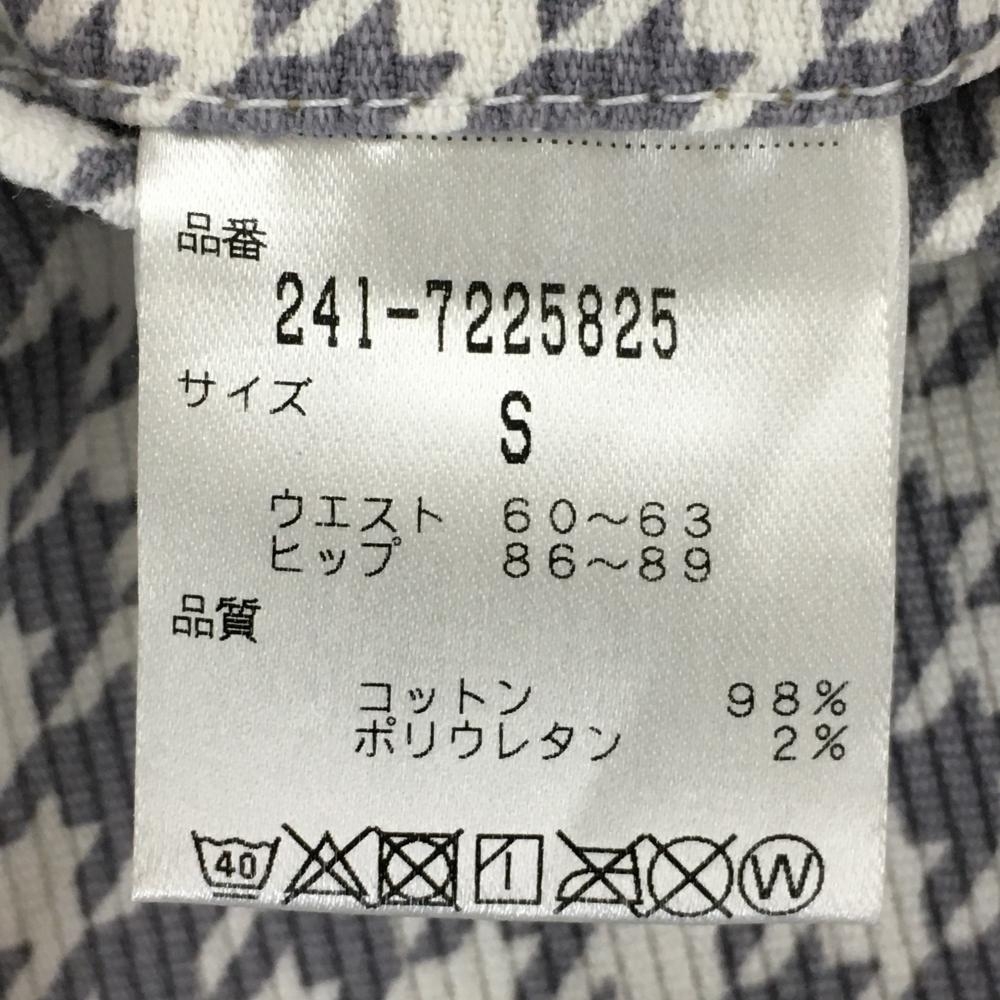 品番
241-7225825
サイズ
S
ウエスト 60～63
ヒップ 86～89
品質
コットン 98%
ポリウレタン 2%
40 W